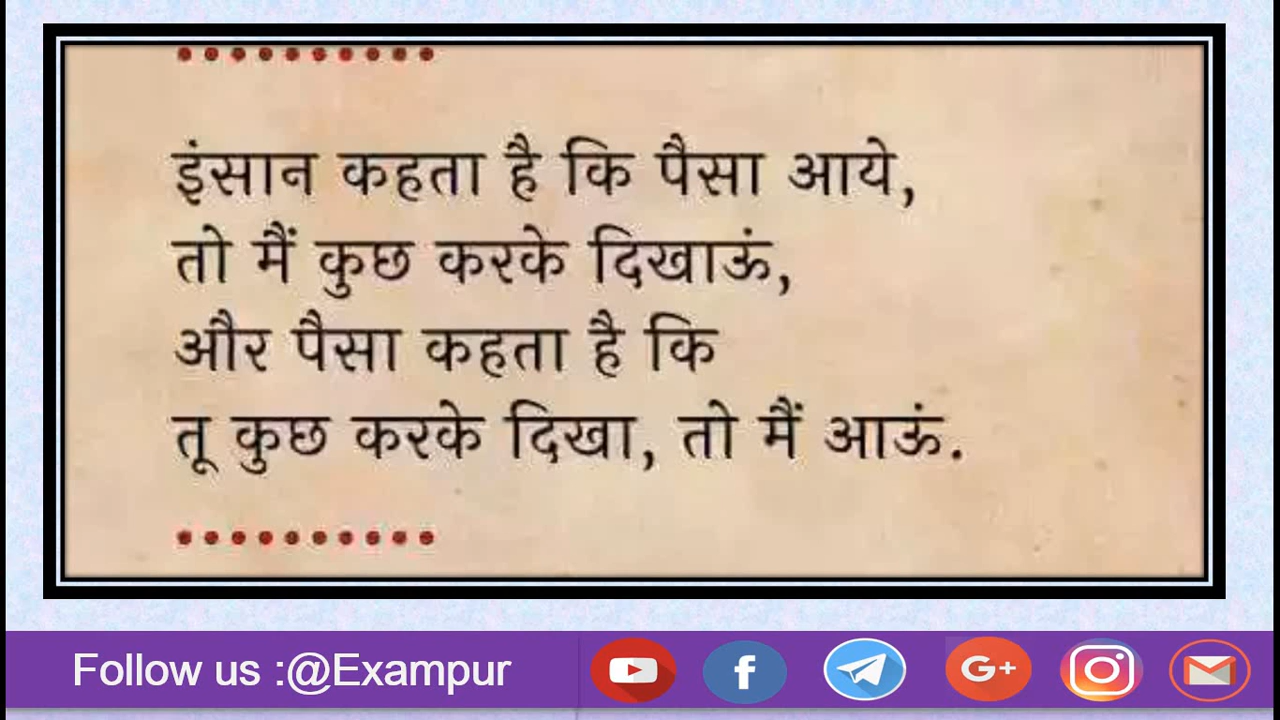 इंसान कहता है कि पैसा आये,
तो मैं कुछ करके दिखाऊं,
और पैसा कहता है कि
तू कुछ करके दिखा, तो मैं आऊं.
Follow us :@Exampur
G+